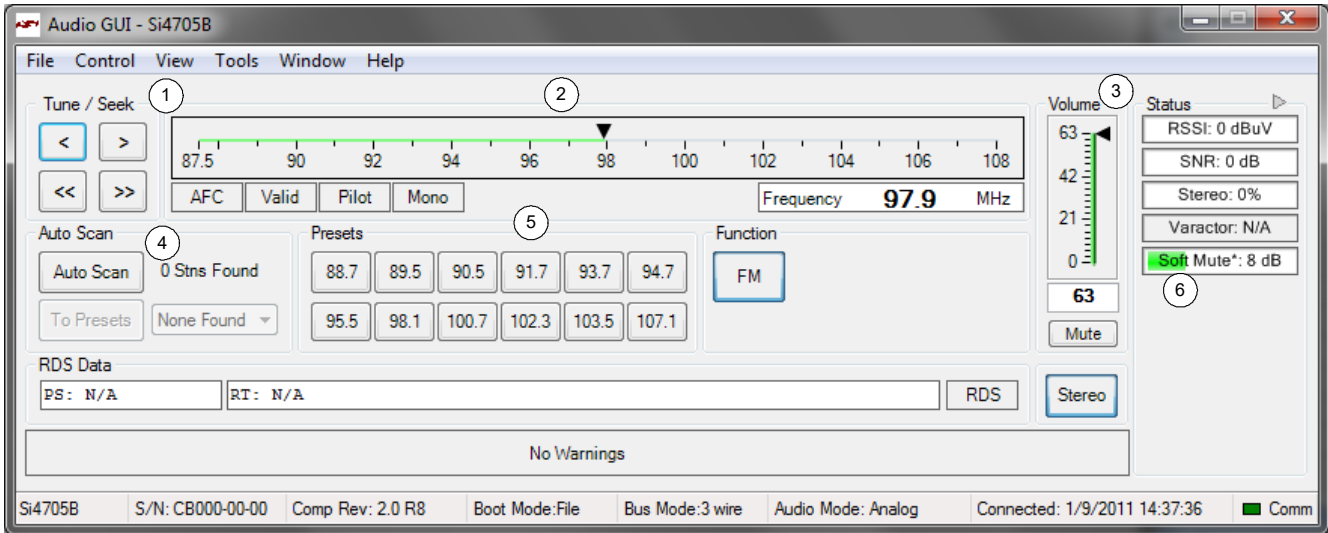 Audio GUI - Si4705B
File Control View Tools Window Help
1 2 3
Tune / Seek Volume Status
< > 63 RSSI: 0 dBuV
87.5 90 92 94 96 98 100 102 104 106 108
SNR: 0 dB
42
<< >> AFC Valid Pilot Mono Frequency 97.9 MHz Stereo: 0%
21
Auto Scan 4 Presets 5 Function Varactor: N/A
Auto Scan 0 Stns Found 88.7 89.5 90.5 91.7 93.7 94.7 FM 0 Soft Mute*: 8 dB
6
63
To Presets None Found 95.5 98.1 100.7 102.3 103.5 107.1 Mute
RDS Data
PS: N/A RT: N/A RDS Stereo
No Warnings
Si4705B S/N: CB000-00-00 Comp Rev: 2.0 R8 Boot Mode:File Bus Mode:3 wire Audio Mode: Analog Connected: 1/9/2011 14:37:36 Comm